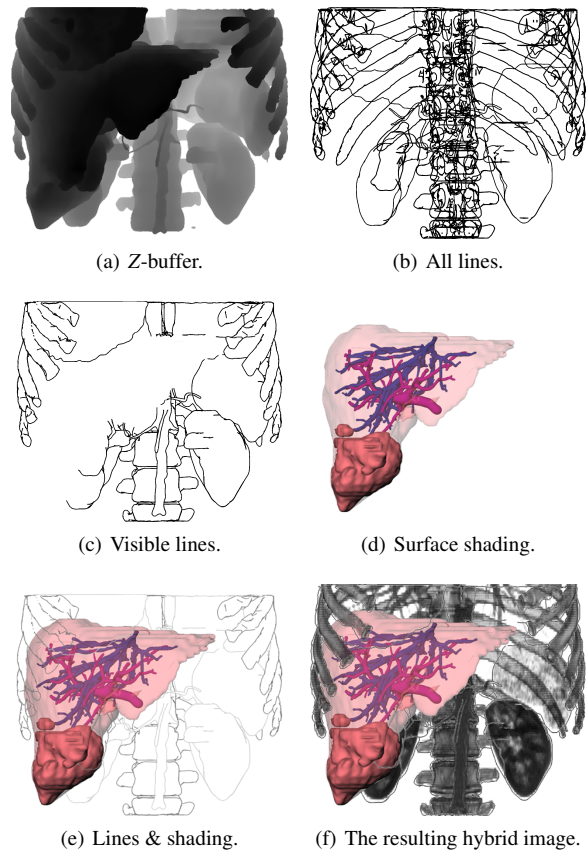 (a) Z-buffer.
(b) All lines.
(c) Visible lines.
(d) Surface shading.
(e) Lines & shading.
(f) The resulting hybrid image.